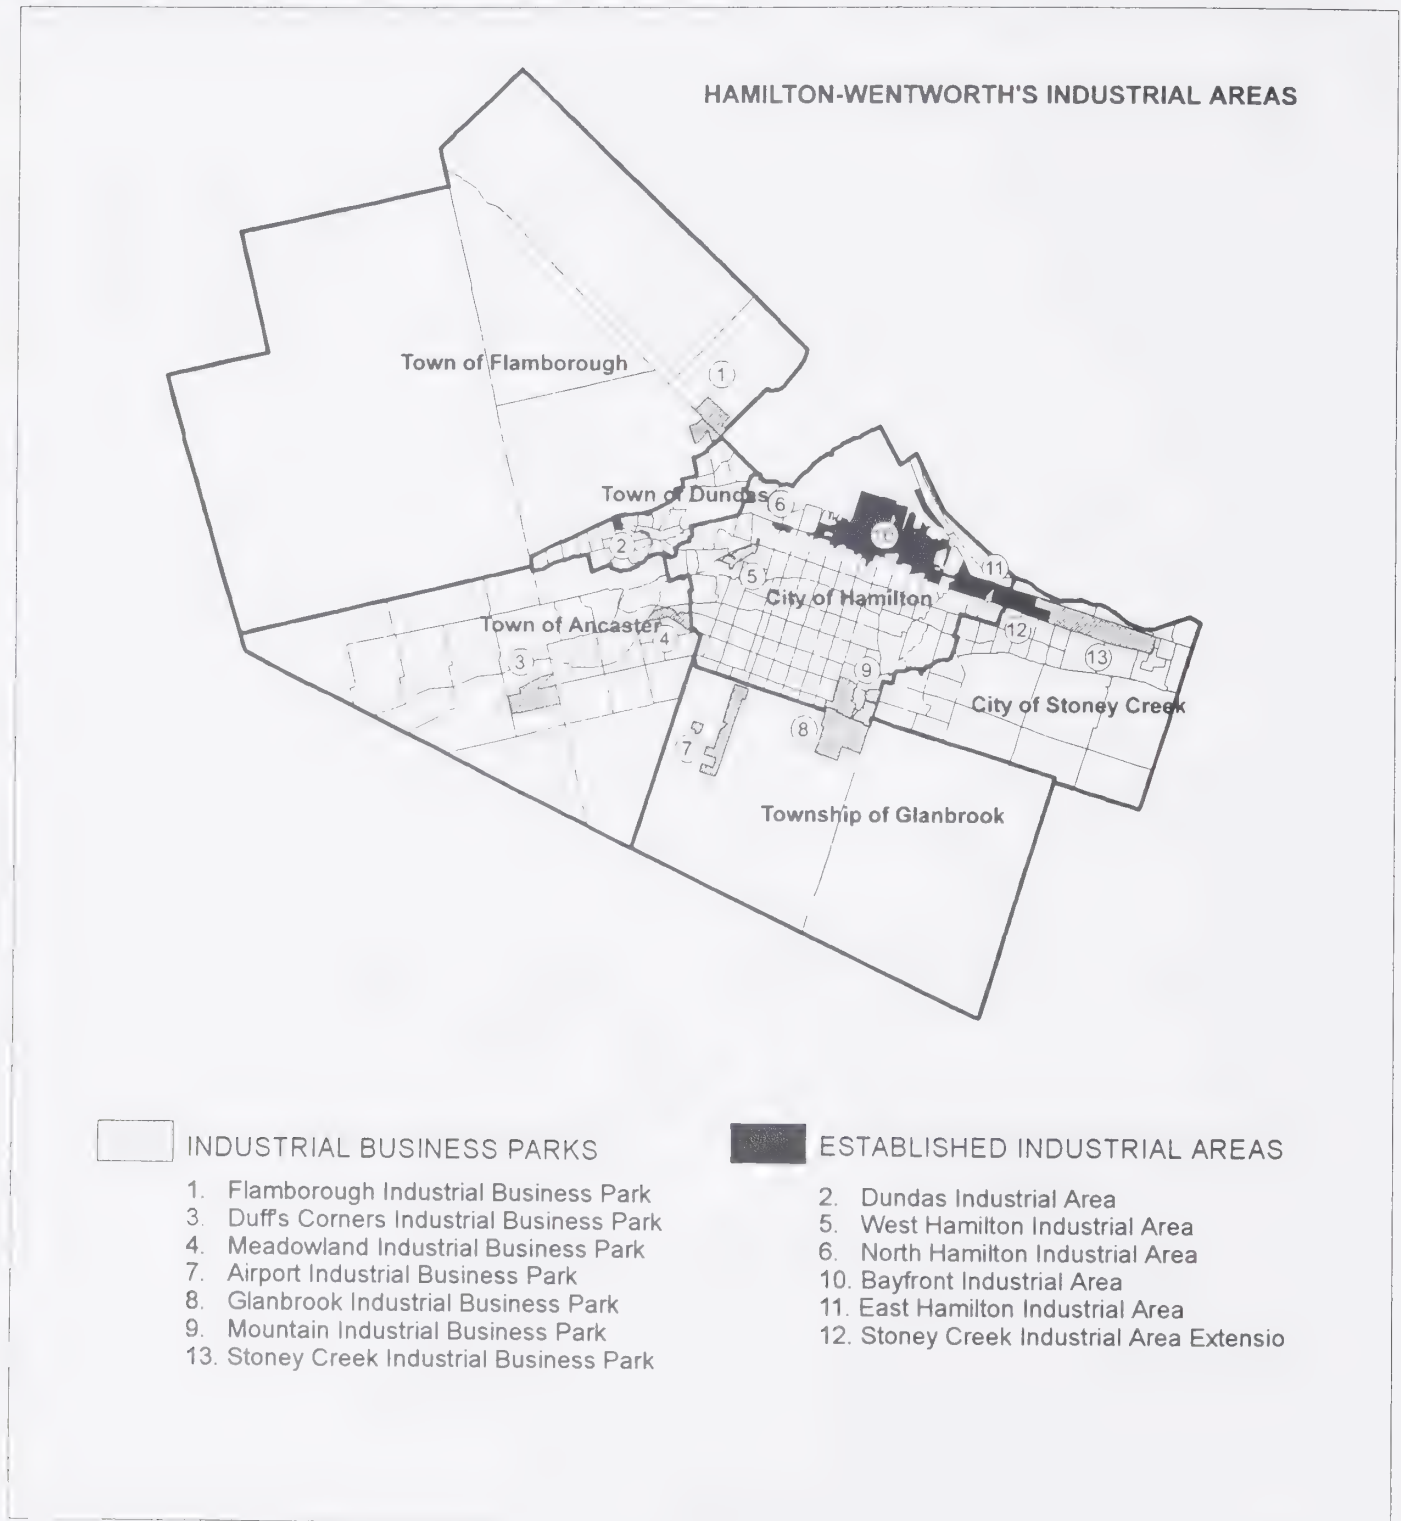 HAMILTON-WENTWORTH'S INDUSTRIAL AREAS
Town of Flamborough
1
Town of Dundas
6
10
2
11
5
City of Hamilton
Town of Ancaster
4
12
3
13
9
City of Stoney Creek
8
7
Township of Glanbrook
INDUSTRIAL BUSINESS PARKS
1. Flamborough Industrial Business Park
3. Duff's Corners Industrial Business Park
4. Meadowland Industrial Business Park
7. Airport Industrial Business Park
8. Glanbrook Industrial Business Park
9. Mountain Industrial Business Park
13. Stoney Creek Industrial Business Park
ESTABLISHED INDUSTRIAL AREAS
2. Dundas Industrial Area
5. West Hamilton Industrial Area
6. North Hamilton Industrial Area
10. Bayfront Industrial Area
11. East Hamilton Industrial Area
12. Stoney Creek Industrial Area Extensio